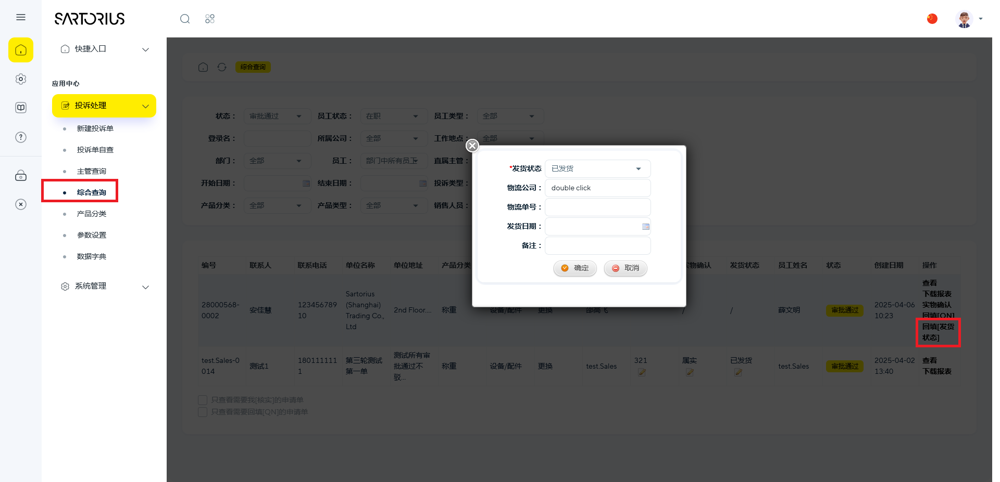 SARTORIUS
快捷入口
应用中心
投诉处理
新建投诉单
投诉单自查
主管查询
综合查询
产品分类
参数设置
数据字典
系统管理
综合查询
状态： 审批通过 员工状态： 在职 员工类型： 全部
登录名： 所属公司： 全部 工作地点： 全部
部门： 全部 员工： 部门中所有员工 直属主管：
开始日期： 结束日期： 投诉类型：
产品分类： 全部 产品类型： 全部 销售人员：
*发货状态 已发货
物流公司： double click
物流单号：
发货日期：
备注：
确定 取消
编号 联系人 联系电话 单位名称 单位地址 产品分类 实物确认 发货状态 员工姓名 状态 创建日期 操作
28000568-0002 安佳慧 12345678910 Sartorius (Shanghai) Trading Co., Ltd 2nd Floor.... 称重 设备/配件 更换 / / 薛文明 审批通过 2025-04-06 10:23
查看
下载报表
实物确认
回填[QN]
回填[发货
状态]
test.Sales-0014 测试1 1801111111 第三轮测试第一单 测试所有审批通过不驳... 称重 设备/配件 更换 test.Sales 321 属实 已发货 test.Sales 审批通过 2025-04-02 13:40
查看
下载报表
只查看需要我[核实]的申请单
只查看需要回填[QN]的申请单